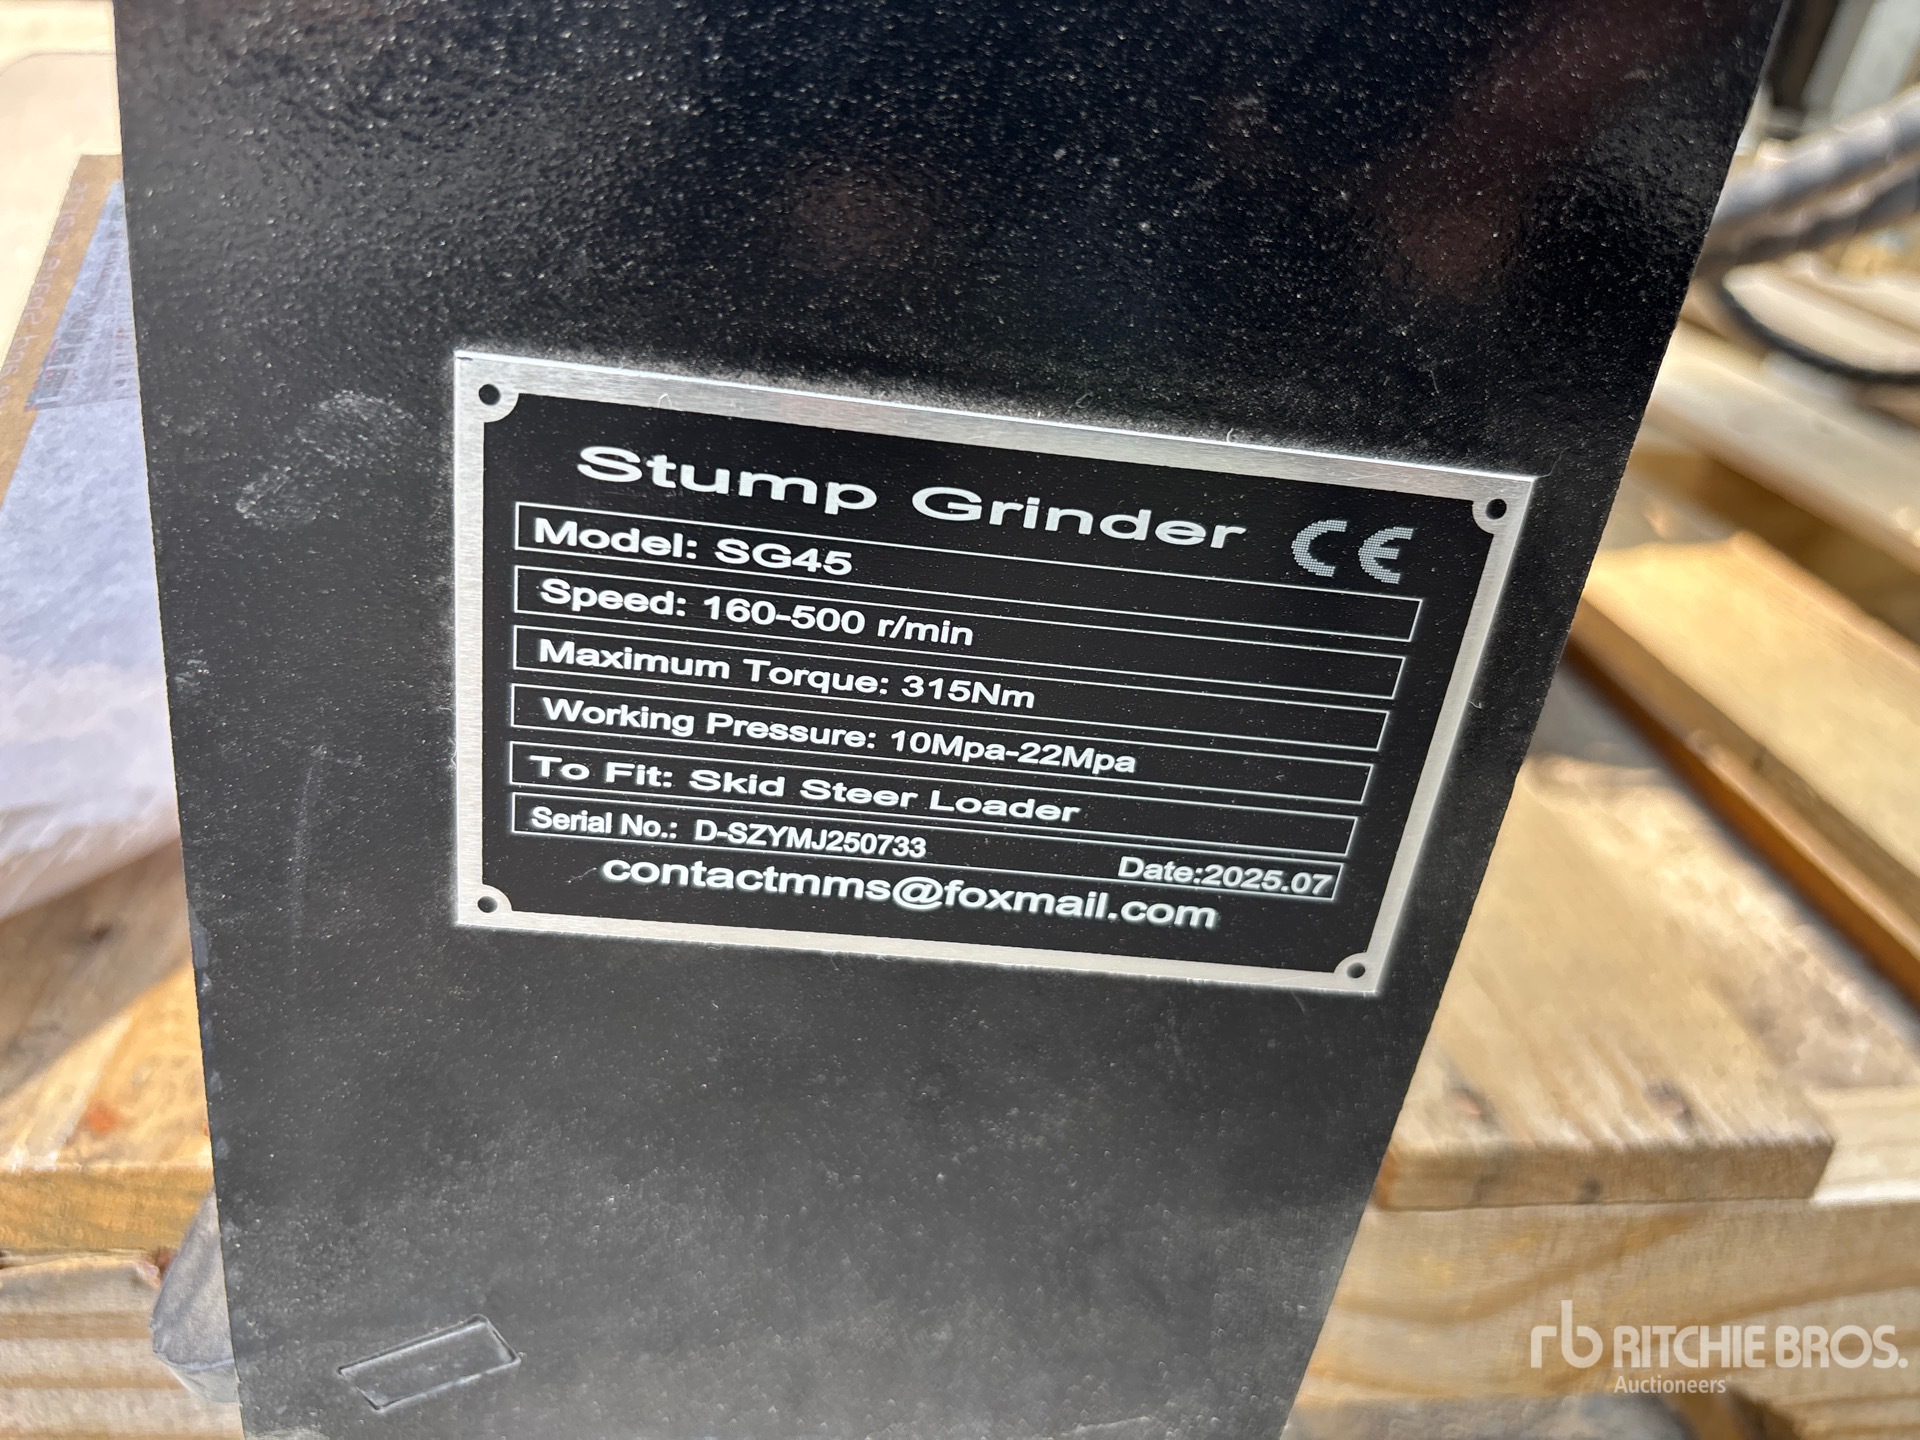 Stump Grinder CE
Model: SG45
Speed: 160-500 r/min
Maximum Torque: 315Nm
Working Pressure: 10Mpa-22Mpa
To Fit: Skid Steer Loader
Serial No.: D-SZYMJ250733 Date:2025.07
contactmms@foxmail.com
rb RITCHIE BROS.
Auctioneers